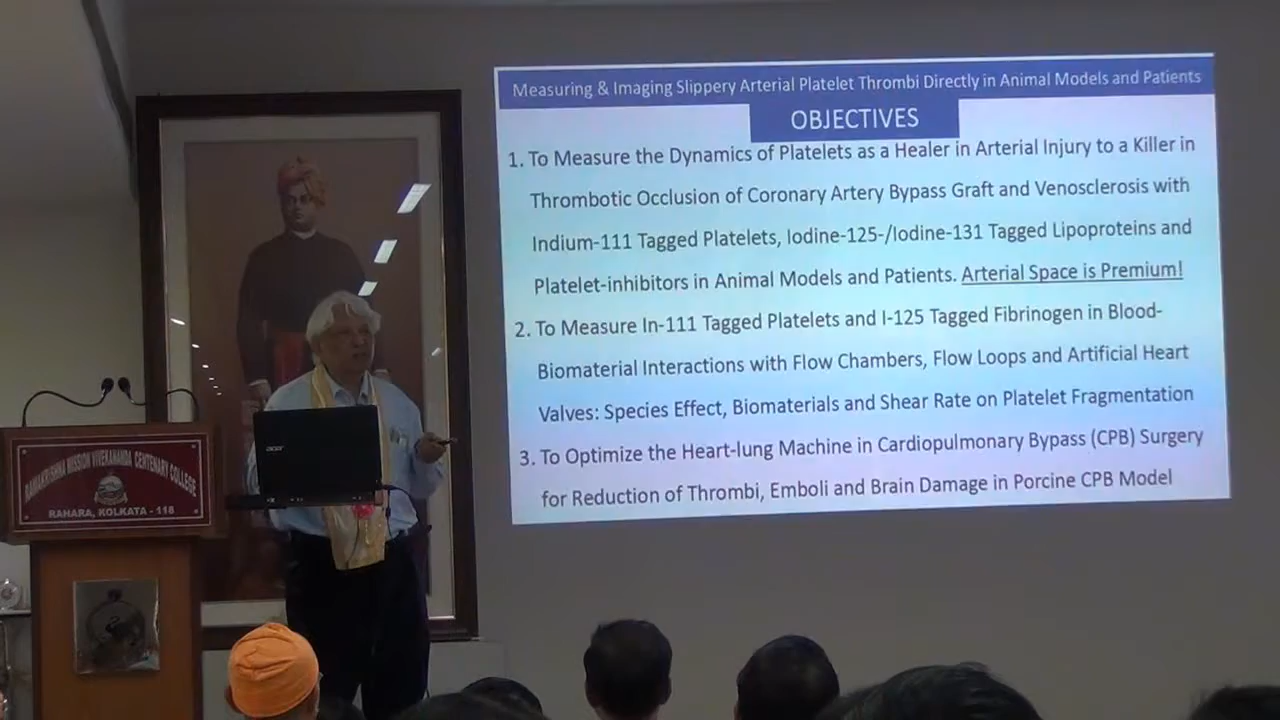 Measuring & Imaging Slippery Arterial Platelet Thrombi Directly in Animal Models and Patients
OBJECTIVES
1. To Measure the Dynamics of Platelets as a Healer in Arterial Injury to a Killer in
Thrombotic Occlusion of Coronary Artery Bypass Graft and Venosclerosis with
Indium-111 Tagged Platelets, Iodine-125-/Iodine-131 Tagged Lipoproteins and
Platelet-inhibitors in Animal Models and Patients. Arterial Space is Premium!
2. To Measure In-111 Tagged Platelets and I-125 Tagged Fibrinogen in Blood-
Biomaterial Interactions with Flow Chambers, Flow Loops and Artificial Heart
Valves: Species Effect, Biomaterials and Shear Rate on Platelet Fragmentation
3. To Optimize the Heart-lung Machine in Cardiopulmonary Bypass (CPB) Surgery
for Reduction of Thrombi, Emboli and Brain Damage in Porcine CPB Model
acer
RAMAKRISHNA MISSION VIVEKANANDA CENTENARY COLLEGE
RAHARA, KOLKATA - 118